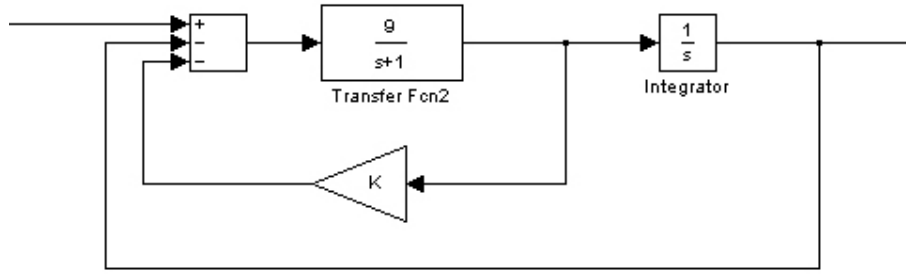 +
−
−
9
s+1
Transfer Fcn2
1
s
Integrator
K